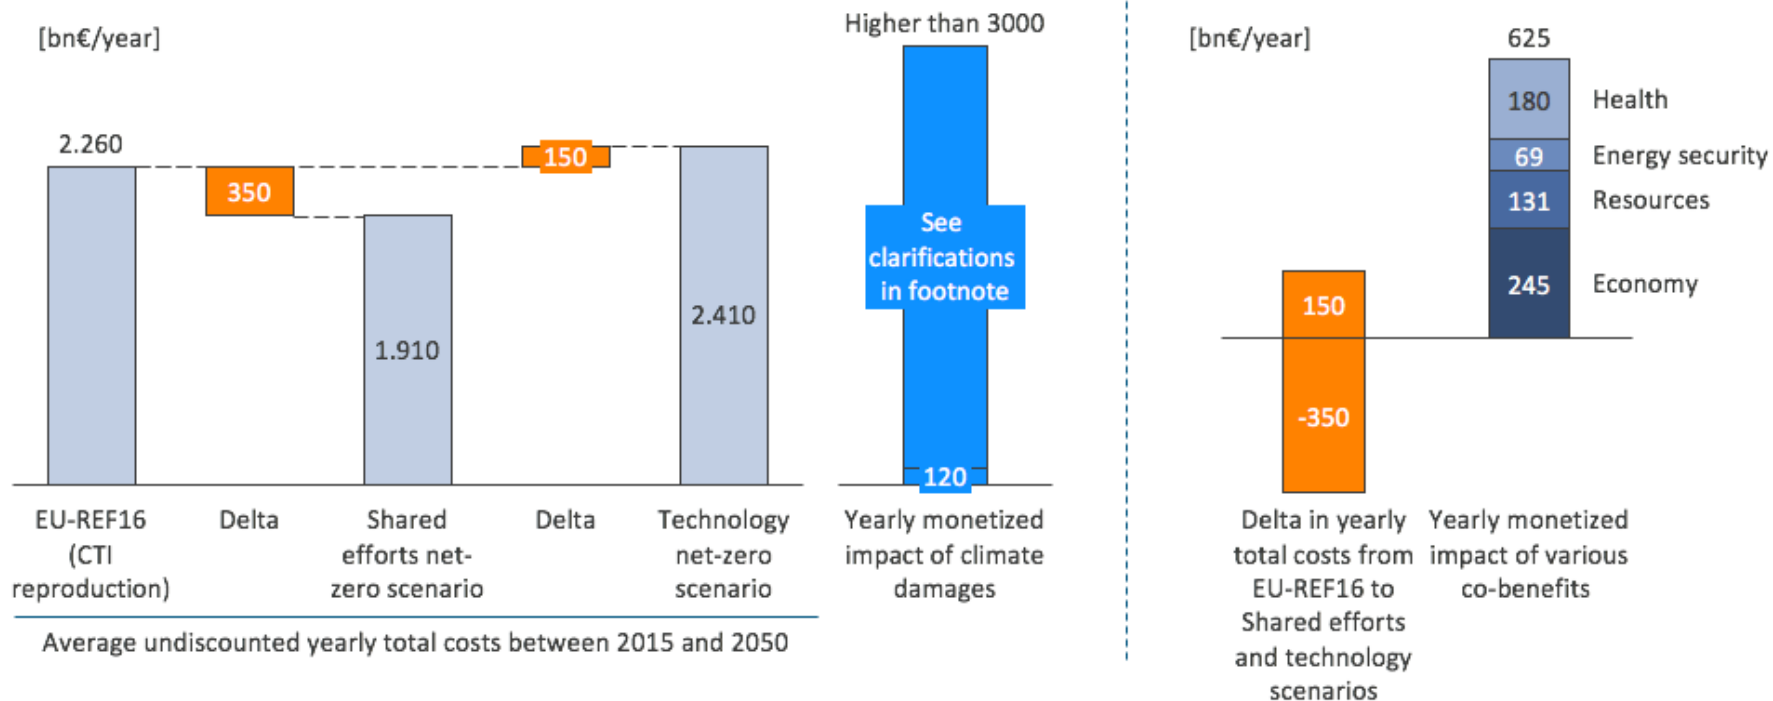 [bn€/year]
2.260
350
1.910
150
2.410
Higher than 3000
See
clarifications
in footnote
120
EU-REF16
(CTI
reproduction)
Delta
Shared
efforts net-
zero scenario
Delta
Technology
net-zero
scenario
Yearly monetized
impact of climate
damages
Average undiscounted yearly total costs between 2015 and 2050
[bn€/year]
625
180
Health
69
Energy security
131
Resources
245
Economy
150
-350
Delta in yearly
total costs from
EU-REF16 to
Shared efforts
and technology
scenarios
Yearly monetized
impact of various
co-benefits